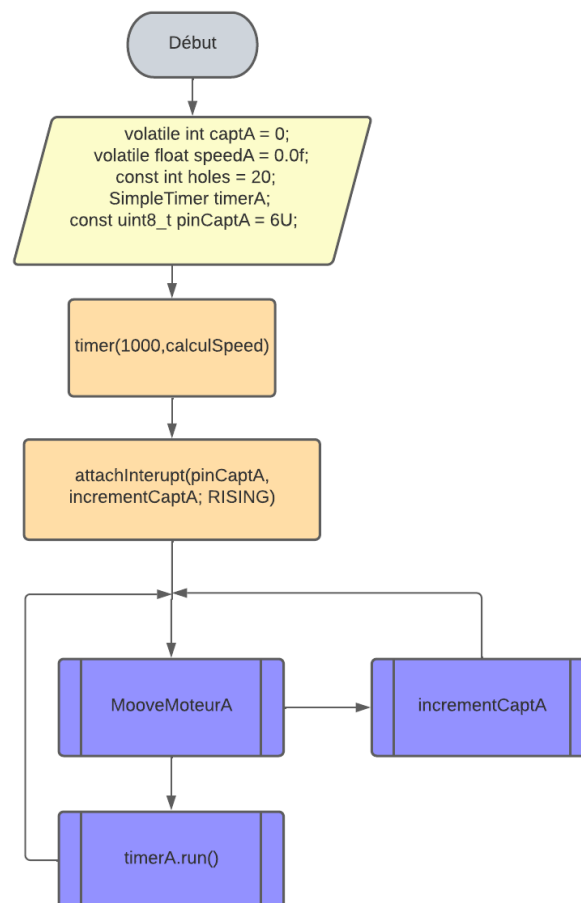 Début
volatile int captA = 0;
volatile float speedA = 0.0f;
const int holes = 20;
SimpleTimer timerA;
const uint8_t pinCaptA = 6U;
timer(1000,calculSpeed)
attachInterupt(pinCaptA,
incrementCaptA; RISING)
MooveMoteurA
incrementCaptA
timerA.run()